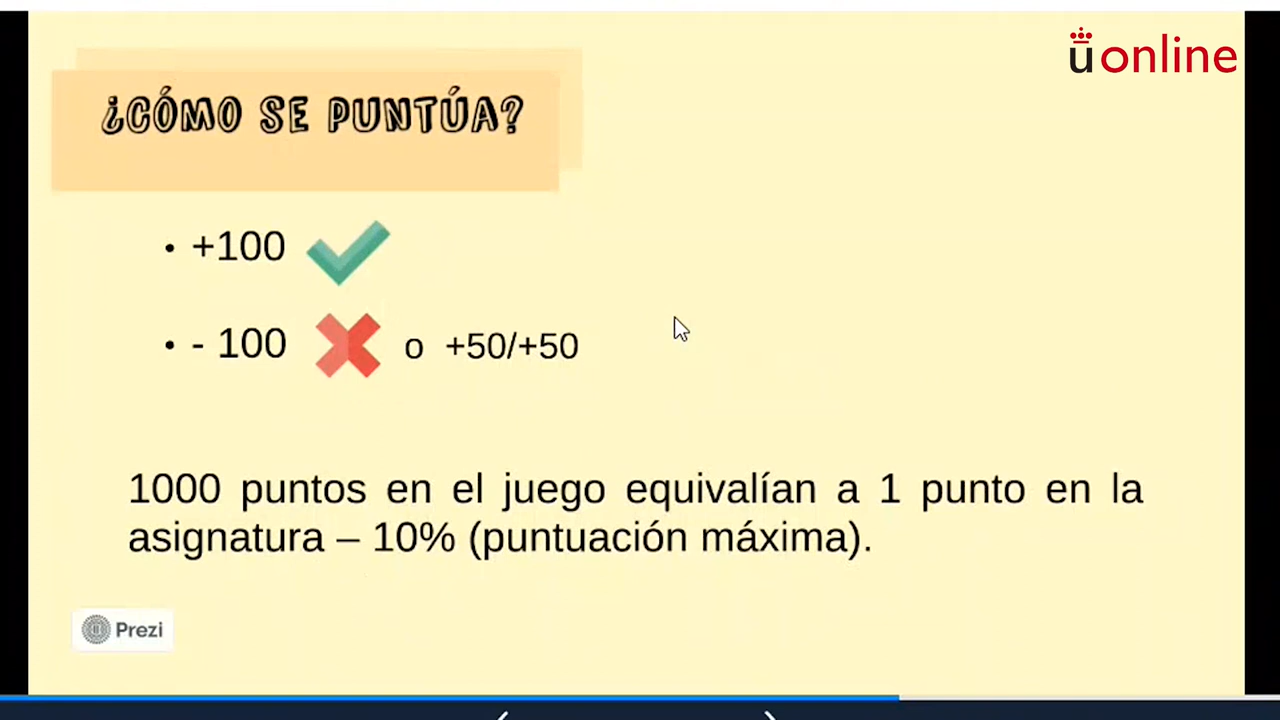 uonline
¿CÓMO SE PUNTÚA?
• +100
• - 100 o +50/+50
1000 puntos en el juego equivalían a 1 punto en la
asignatura – 10% (puntuación máxima).
Prezi